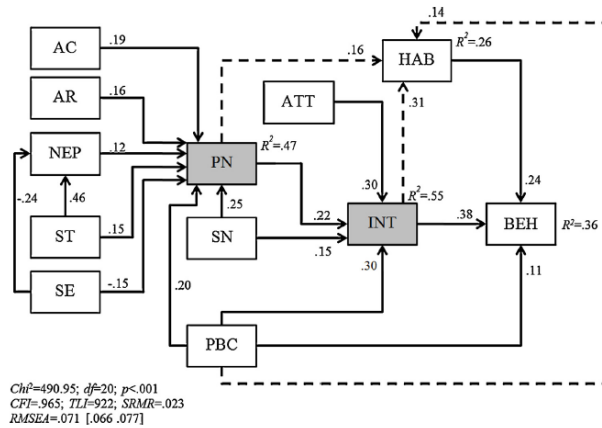 .14
AC
.19
HAB
R²=.26
.16
AR
.16
ATT
.31
NEP
.12
PN
R²=.47
-.24
.46
.30
R²=.55
.24
.25
ST
.15
SN
.22
INT
.38
BEH
R²=.36
.15
SE
-.15
.30
.11
.20
PBC
Chi²=490.95; df=20; p<.001
CFI=.965; TLI=922; SRMR=.023
RMSEA=.071 [.066 .077]